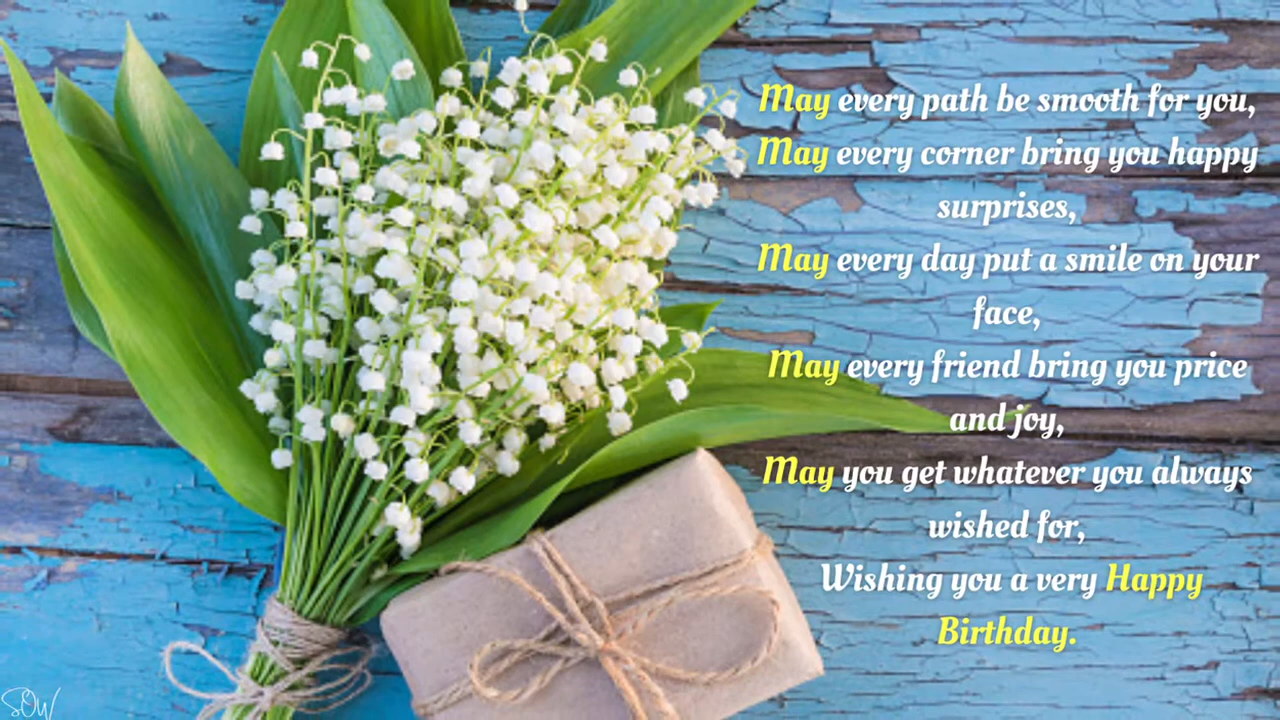 May every path be smooth for you,
May every corner bring you happy
surprises,
May every day put a smile on your
face,
May every friend bring you price
and joy,
May you get whatever you always
wished for,
Wishing you a very Happy
Birthday.
SOW